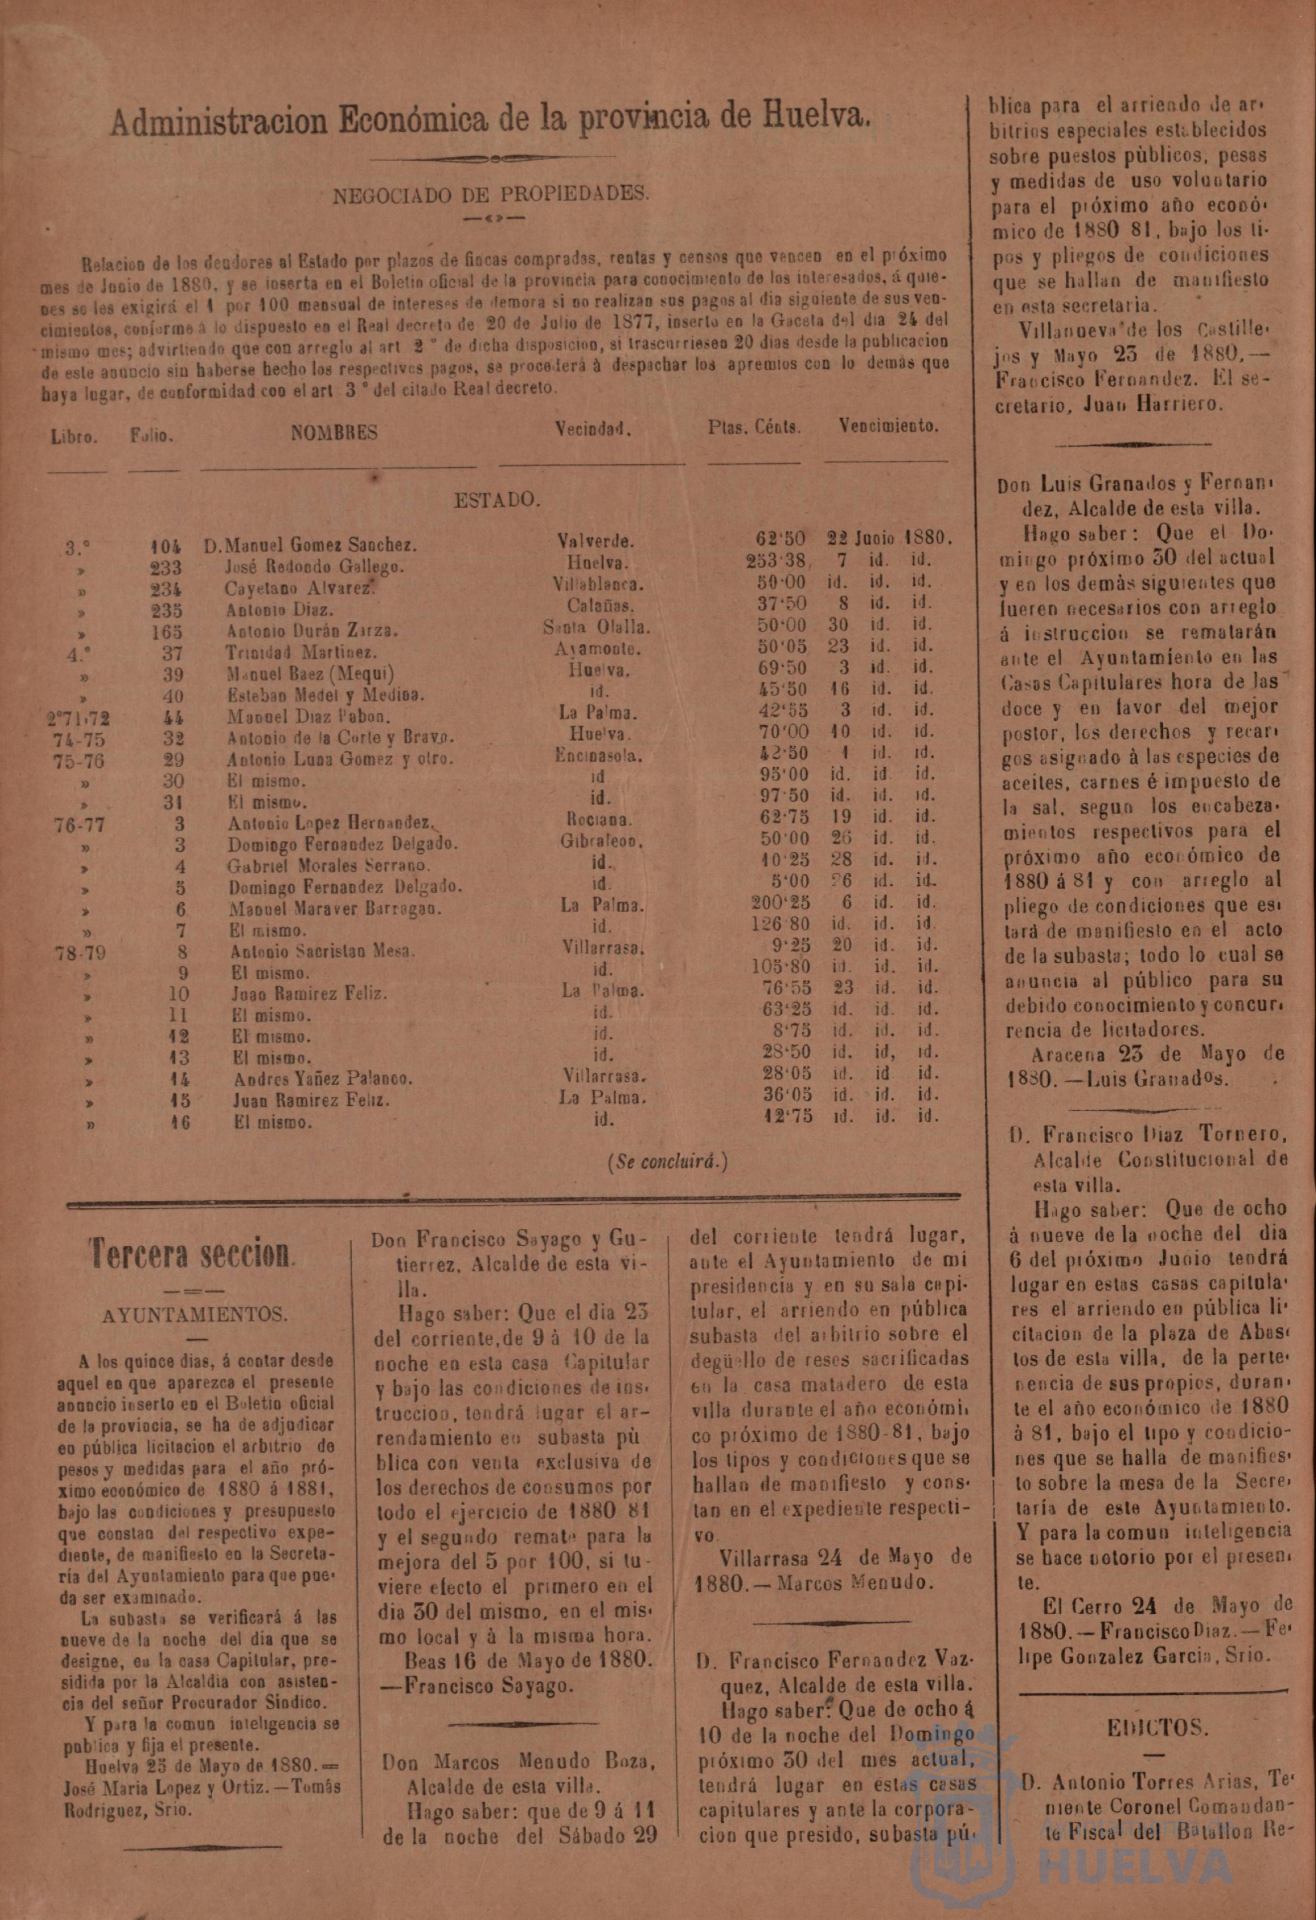 Administracion Económica de la provincia de Huelva.
NEGOCIADO DE PROPIEDADES.
Relacion de los deudores al Estado por plazos de fincas compradas, rentas y censos que vencen en el próximo
mes de Junio de 1880, y se inserta en el Boletin oficial de la provincia para conocimiento de los interesados, á quie-
nes se les exigirá el 1 por 100 mensual de intereses de demora si no realizan sus pagos al dia siguiente de sus ven-
cimientos, conforme á lo dispuesto en el Real decreto de 20 de Julio de 1877, inserto en la Gaceta del dia 24 del
mismo mes; advirtiendo que con arreglo al art 2.º de dicha disposicion, si trascurriesen 20 dias desde la publicacion
de este anuncio sin haberse hecho los respectivos pagos, se procederá à despachar los apremios con lo demàs que
haya lugar, de conformidad con el art 3.º del citado Real decreto.
Libro. Folio. NOMBRES Vecindad. Ptas. Cénts. Vencimiento.
ESTADO.
3.º 104 D. Manuel Gomez Sanchez. Valverde. 62‘50 22 Junio 1880.
» 233 José Redondo Gallego. Huelva. 253‘38, 7 id. id.
» 234 Cayetano Alvarez. Villablanca. 50‘00 id. id. id.
» 235 Antonio Diaz. Calañas. 37‘50 8 id. id.
» 165 Antonio Durán Zarza. Santa Olalla. 50‘00 30 id. id.
4.º 37 Trinidad Martinez. Ayamonte. 50‘05 23 id. id.
» 39 Manuel Baez (Mequi) Huelva. 69‘50 3 id. id.
» 40 Esteban Medel y Medina. id. 45‘50 16 id. id.
2º71-72 44 Manuel Diaz Pabon. La Palma. 42‘55 3 id. id.
74-75 32 Antonio de la Corte y Bravo. Huelva. 70‘00 10 id. id.
75-76 29 Antonio Luna Gomez y otro. Encinasola. 42‘50 1 id. id.
» 30 El mismo. id 95‘00 id. id. id.
» 31 El mismo. id. 97‘50 id. id. id.
76-77 3 Antonio Lopez Hernandez. Rociana. 62‘75 19 id. id.
» 3 Domingo Fernandez Delgado. Gibraleon. 50‘00 26 id. id.
» 4 Gabriel Morales Serrano. id. 10‘25 28 id. id.
» 5 Domingo Fernandez Delgado. id. 5‘00 26 id. id.
» 6 Manuel Maraver Barragan. La Palma. 200‘25 6 id. id.
» 7 El mismo. id. 126‘80 id. id. id.
78-79 8 Antonio Sacristan Mesa. Villarrasa. 9‘25 20 id. id.
» 9 El mismo. id. 105‘80 id. id. id.
» 10 Juan Ramirez Feliz. La Palma. 76‘55 23 id. id.
» 11 El mismo. id. 63‘25 id. id. id.
» 12 El mismo. id. 8‘75 id. id. id.
» 13 El mismo. id. 28‘50 id. id, id.
» 14 Andres Yañez Palanco. Villarrasa. 28‘05 id. id id.
» 15 Juan Ramirez Feliz. La Palma. 36‘05 id. id. id.
» 16 El mismo. id. 12‘75 id. id. id.
(Se concluirá.)
Tercera seccion.
AYUNTAMIENTOS.
A los quince dias, á contar desde
aquel en que aparezca el presente
anuncio inserto en el Boletin oficial
de la provincia, se ha de adjudicar
en pública licitacion el arbitrio de
pesos y medidas para el año pró-
ximo económico de 1880 á 1881,
bajo las condiciones y presupuesto
que constan del respectivo expe-
diente, de manifiesto en la Secreta-
ría del Ayuntamiento para que pue-
da ser examinado.
La subasta se verificará á las
nueve de la noche del dia que se
designe, en la casa Capitular, pre-
sidida por la Alcaldia con asisten-
cia del señor Procurador Síndico.
Y para la comun inteligencia se
publica y fija el presente.
Huelva 25 de Mayo de 1880.—
José Maria Lopez y Ortiz.—Tomás
Rodriguez, Srio.
Don Francisco Sayago y Gu-
tierrez, Alcalde de esta vi-
lla.
Hago saber: Que el dia 23
del corriente, de 9 à 10 de la
noche en esta casa Capitular
y bajo las condiciones de ins-
truccion, tendrá lugar el ar-
rendamiento en subasta pù
blica con venta exclusiva de
los derechos de consumos por
todo el ejercicio de 1880 81
y el segundo remate para la
mejora del 5 por 100, si tu-
viere efecto el primero en el
dia 30 del mismo, en el mis-
mo local y à la misma hora.
Beas 16 de Mayo de 1880.
—Francisco Sayago.
Don Marcos Menudo Boza,
Alcalde de esta villa.
Hago saber: que de 9 á 11
de la noche del Sábado 29
del corriente tendrá lugar,
ante el Ayuntamiento de mi
presidencia y en su sala capi-
tular, el arriendo en pública
subasta del arbitrio sobre el
degüello de reses sacrificadas
en la casa matadero de esta
villa durante el año económi-
co próximo de 1880-81, bajo
los tipos y condiciones que se
hallan de manifiesto y cons-
tan en el expediente respecti-
vo.
Villarrasa 24 de Mayo de
1880.—Marcos Menudo.
D. Francisco Fernandez Vaz-
quez, Alcalde de esta villa.
Hago saber: Que de ocho á
10 de la noche del Domingo
próximo 30 del mes actual,
tendrá lugar en estas casas
capitulares y ante la corpora-
cion que presido, subasta pú-
blica para el arriendo de ar-
bitrios especiales establecidos
sobre puestos pùblicos, pesas
y medidas de uso voluntario
para el próximo año econó-
mico de 1880 81, bajo los ti-
pos y pliegos de condiciones
que se hallan de manifiesto
en esta secretaria.
Villanueva de los Castille-
jos y Mayo 23 de 1880.—
Francisco Fernandez. El se-
cretario, Juan Harriero.
Don Luis Granados y Fernan-
dez, Alcalde de esta villa.
Hago saber: Que el Do-
mingo próximo 30 del actual
y en los demàs siguientes que
fueren necesarios con arreglo
á instruccion se rematarán
ante el Ayuntamiento en las
Casas Capitulares hora de las
doce y en favor del mejor
postor, los derechos y recar-
gos asignado à las especies de
aceites, carnes é impuesto de
la sal, segun los encabeza-
mientos respectivos para el
próximo año económico de
1880 á 81 y con arreglo al
pliego de condiciones que es-
tará de manifiesto en el acto
de la subasta; todo lo cual se
anuncia al público para su
debido conocimiento y concur-
rencia de licitadores.
Aracena 23 de Mayo de
1880.—Luis Granados.
D. Francisco Diaz Tornero,
Alcalde Constitucional de
esta villa.
Hago saber: Que de ocho
á nueve de la noche del dia
6 del próximo Junio tendrá
lugar en estas casas capitula-
res el arriendo en pública li-
citacion de la plaza de Abas-
tos de esta villa, de la perte-
nencia de sus propios, duran-
te el año económico de 1880
à 81, bajo el tipo y condicio-
nes que se halla de manifies-
to sobre la mesa de la Secre-
taría de este Ayuntamiento.
Y para la comun inteligencia
se hace notorio por el presen-
te.
El Cerro 24 de Mayo de
1880.—Francisco Diaz.—Fe-
lipe Gonzalez Garcia, Srio.
EDICTOS.
D. Antonio Torres Arias, Te-
niente Coronel Comandan-
te Fiscal del Batallon Re-
HUELVA